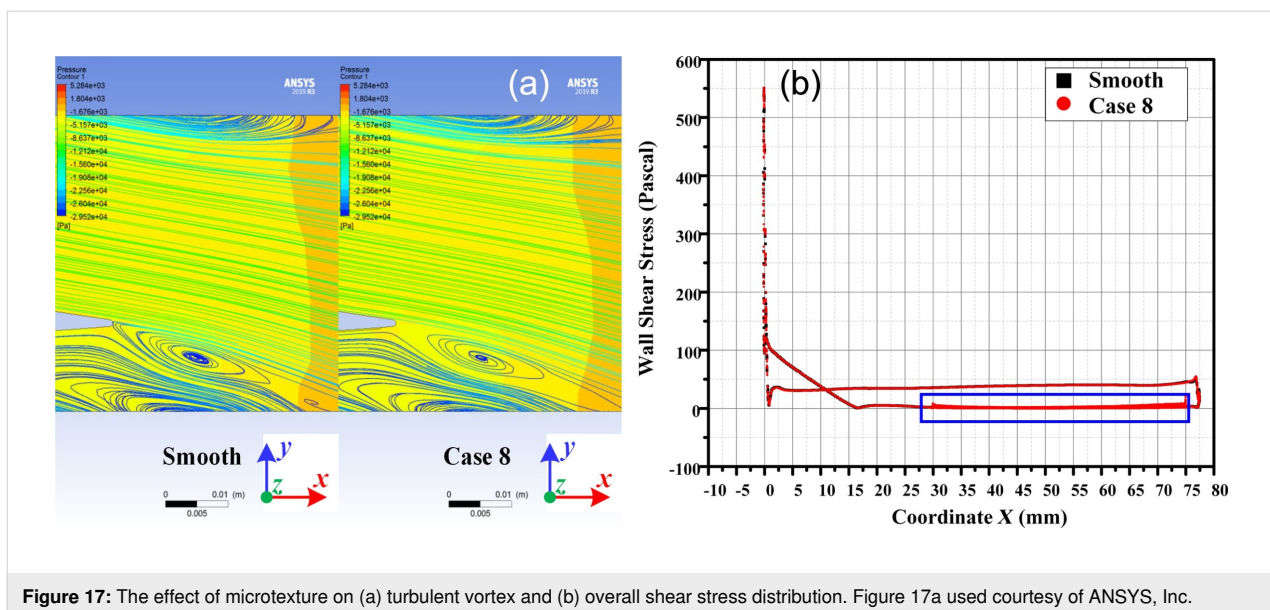 Pressure
Contour 1
5.284e+03
1.804e+03
-1.676e+03
-5.157e+03
-8.637e+03
-1.212e+04
-1.560e+04
-1.908e+04
-2.256e+04
-2.604e+04
-2.952e+04
[Pa]
ANSYS
2019 R3
Smooth
y
z
x
0
0.01 (m)
0.005
Pressure
Contour 1
5.284e+03
1.804e+03
-1.676e+03
-5.157e+03
-8.637e+03
-1.212e+04
-1.560e+04
-1.908e+04
-2.256e+04
-2.604e+04
-2.952e+04
[Pa]
(a)
ANSYS
2019 R3
Case 8
y
z
x
0
0.01 (m)
0.005
(b)
Smooth
Case 8
Wall Shear Stress (Pascal)
600
500
400
300
200
100
0
-100
-10 -5 0 5 10 15 20 25 30 35 40 45 50 55 60 65 70 75 80
Coordinate X (mm)
Figure 17: The effect of microtexture on (a) turbulent vortex and (b) overall shear stress distribution. Figure 17a used courtesy of ANSYS, Inc.